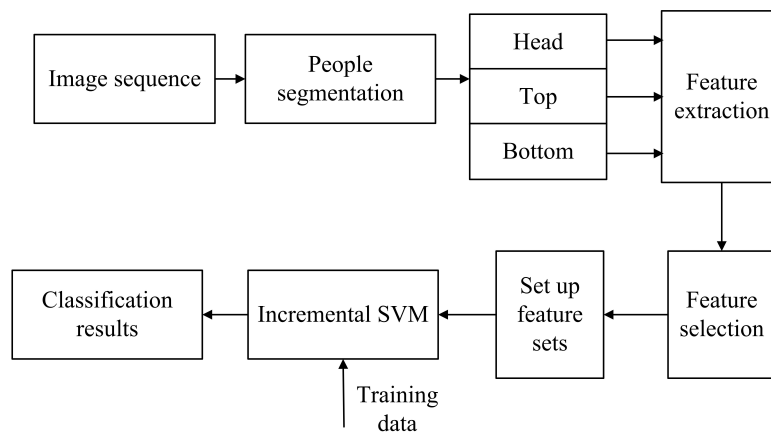 Image sequence
People
segmentation
Head
Top
Bottom
Feature
extraction
Feature
selection
Set up
feature
sets
Incremental SVM
Training
data
Classification
results